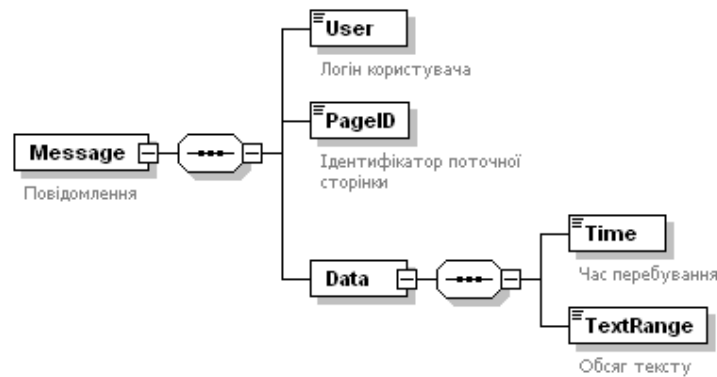 User
Логін користувача
PageID
Ідентифікатор поточної
сторінки
Message
Повідомлення
Data
Time
Час перебування
TextRange
Обсяг тексту